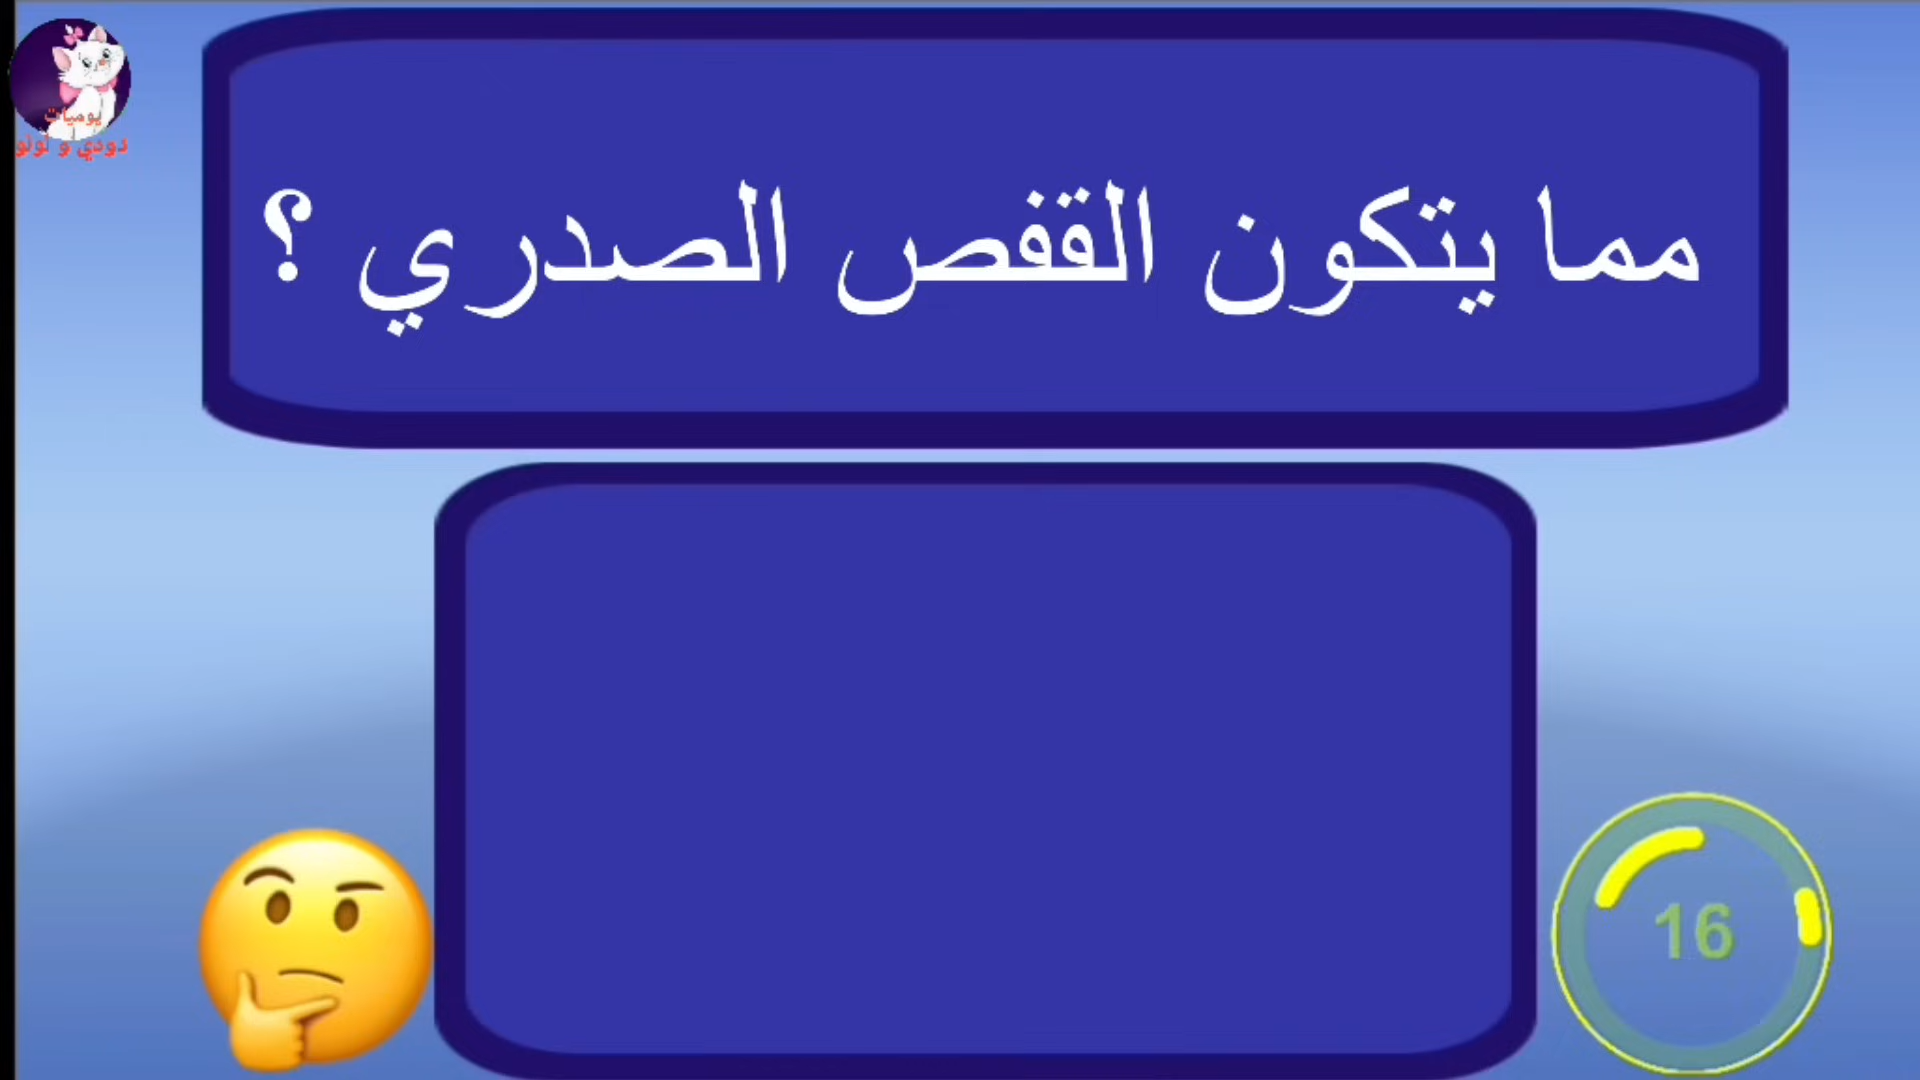 يوميات
دودي و لولو
مما يتكون القفص الصدري ؟
16